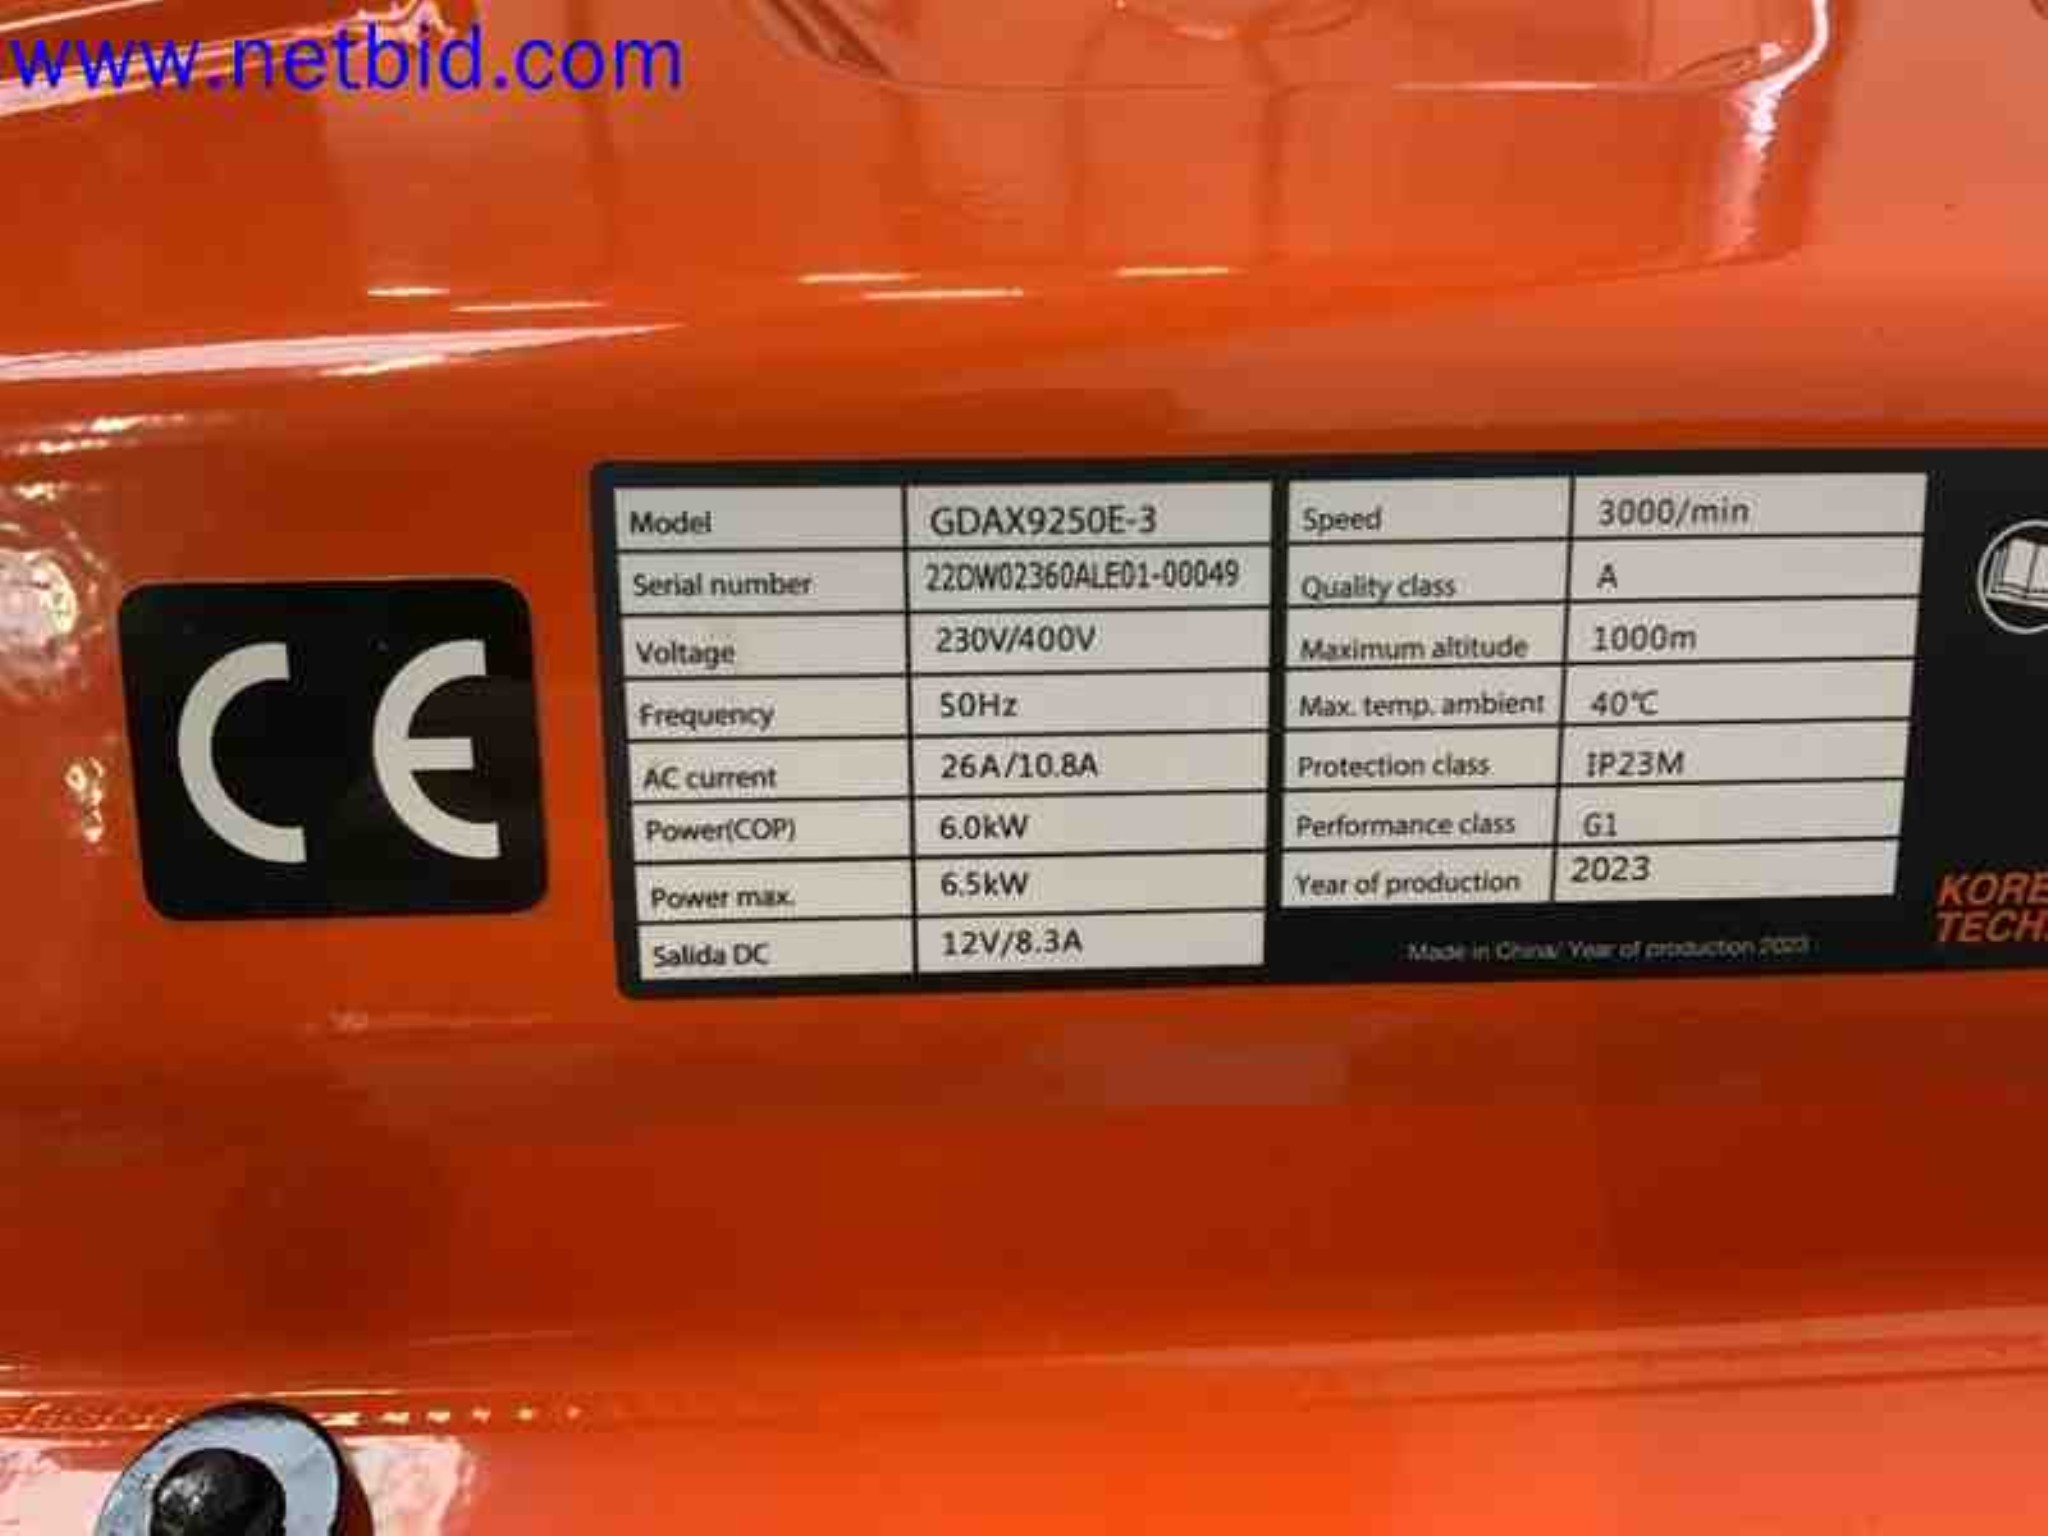 www.netbid.com
Model GDAX9250E-3
Serial number 22DW02360ALE01-00049
Voltage 230V/400V
Frequency 50Hz
AC current 26A/10.8A
Power(COP) 6.0kW
Power max. 6.5kW
Salida DC 12V/8.3A
Speed 3000/min
Quality class A
Maximum altitude 1000m
Max. temp. ambient 40℃
Protection class IP23M
Performance class G1
Year of production 2023
Made in China/ Year of production 2023
CE